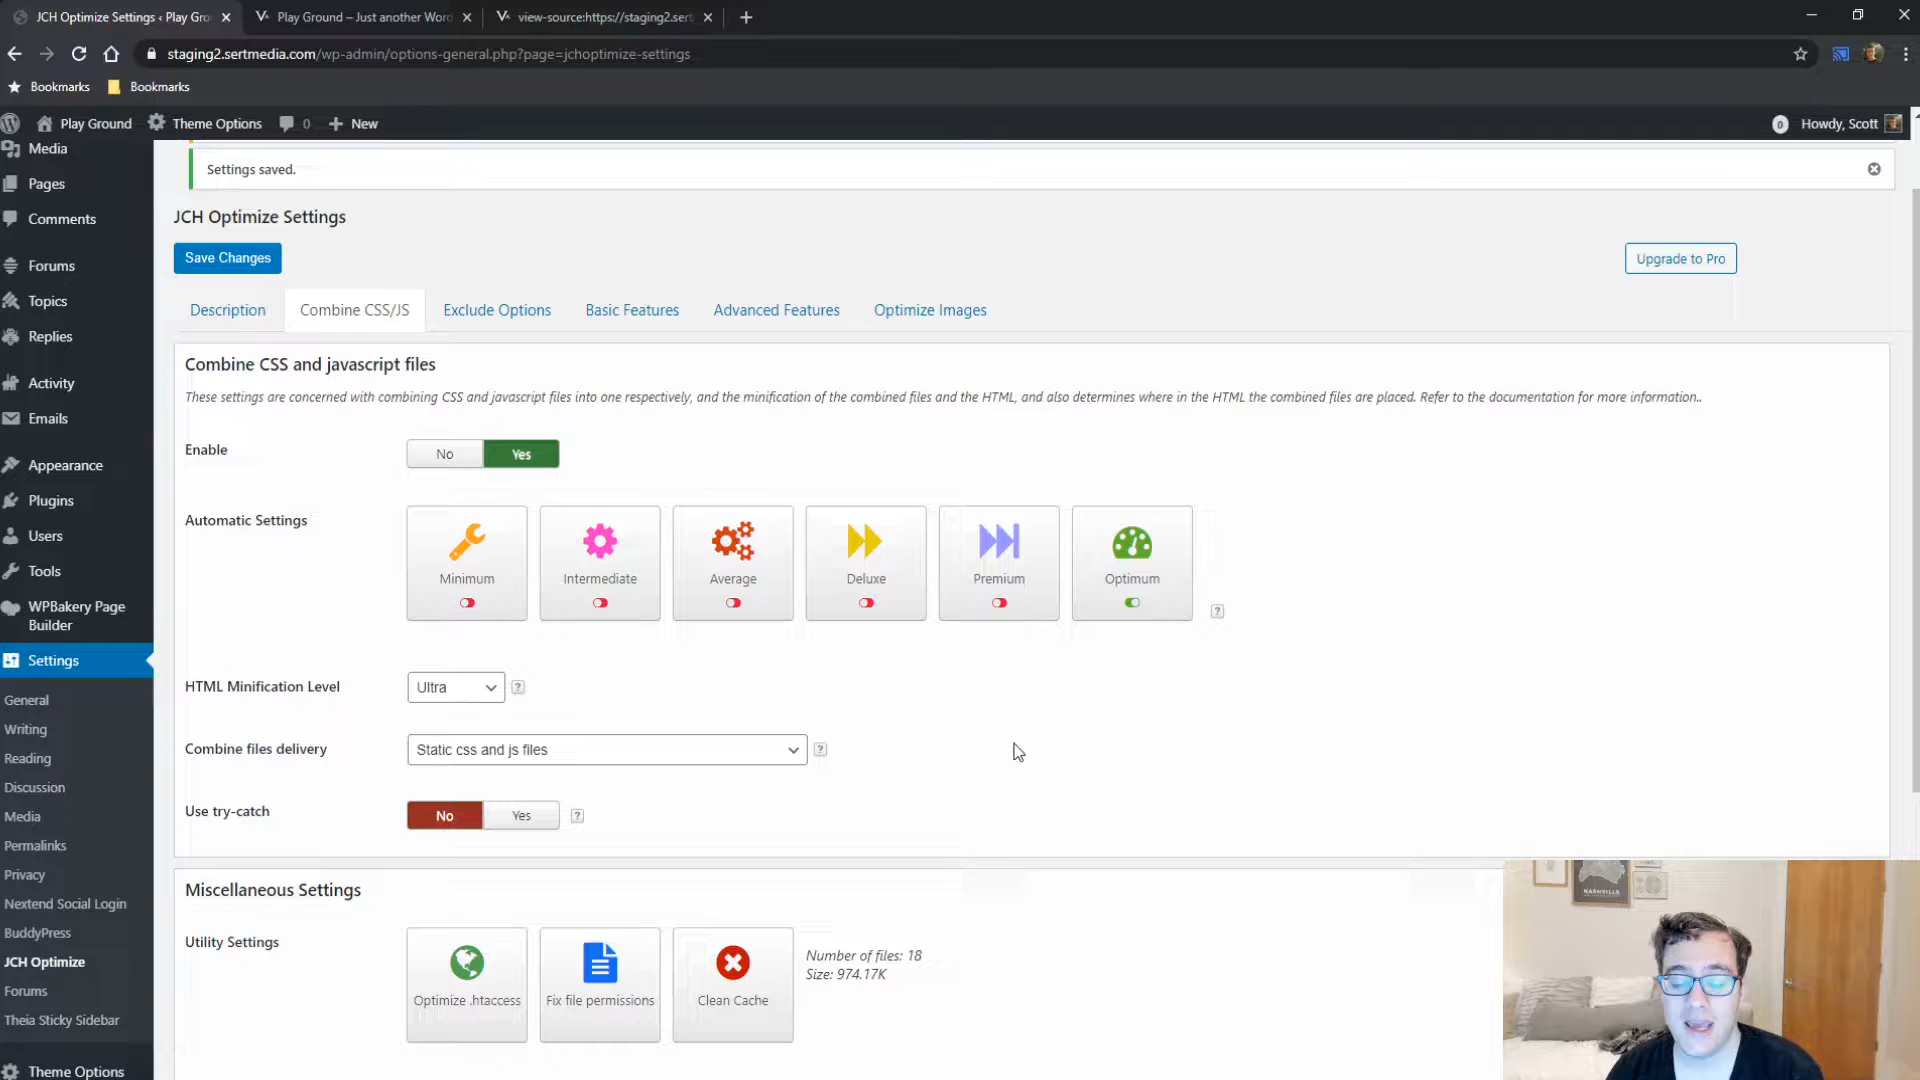 JCH Optimize Settings ‹ Play Gro
Play Ground – Just another Word
view-source:https://staging2.sert
staging2.sertmedia.com/wp-admin/options-general.php?page=jchoptimize-settings
Bookmarks
Bookmarks
Play Ground
Theme Options
0
New
0
Howdy, Scott
Media
Pages
Comments
Forums
Topics
Replies
Activity
Emails
Appearance
Plugins
Users
Tools
WPBakery Page
Builder
Settings
General
Writing
Reading
Discussion
Media
Permalinks
Privacy
Nextend Social Login
BuddyPress
JCH Optimize
Forums
Theia Sticky Sidebar
Theme Options
Settings saved.
JCH Optimize Settings
Save Changes
Upgrade to Pro
Description
Combine CSS/JS
Exclude Options
Basic Features
Advanced Features
Optimize Images
Combine CSS and javascript files
These settings are concerned with combining CSS and javascript files into one respectively, and the minification of the combined files and the HTML, and also determines where in the HTML the combined files are placed. Refer to the documentation for more information..
Enable
No
Yes
Automatic Settings
Minimum
Intermediate
Average
Deluxe
Premium
Optimum
?
HTML Minification Level
Ultra
?
Combine files delivery
Static css and js files
?
Use try-catch
No
Yes
?
Miscellaneous Settings
Utility Settings
Optimize .htaccess
Fix file permissions
Clean Cache
Number of files: 18
Size: 974.17K
NASHVILLE